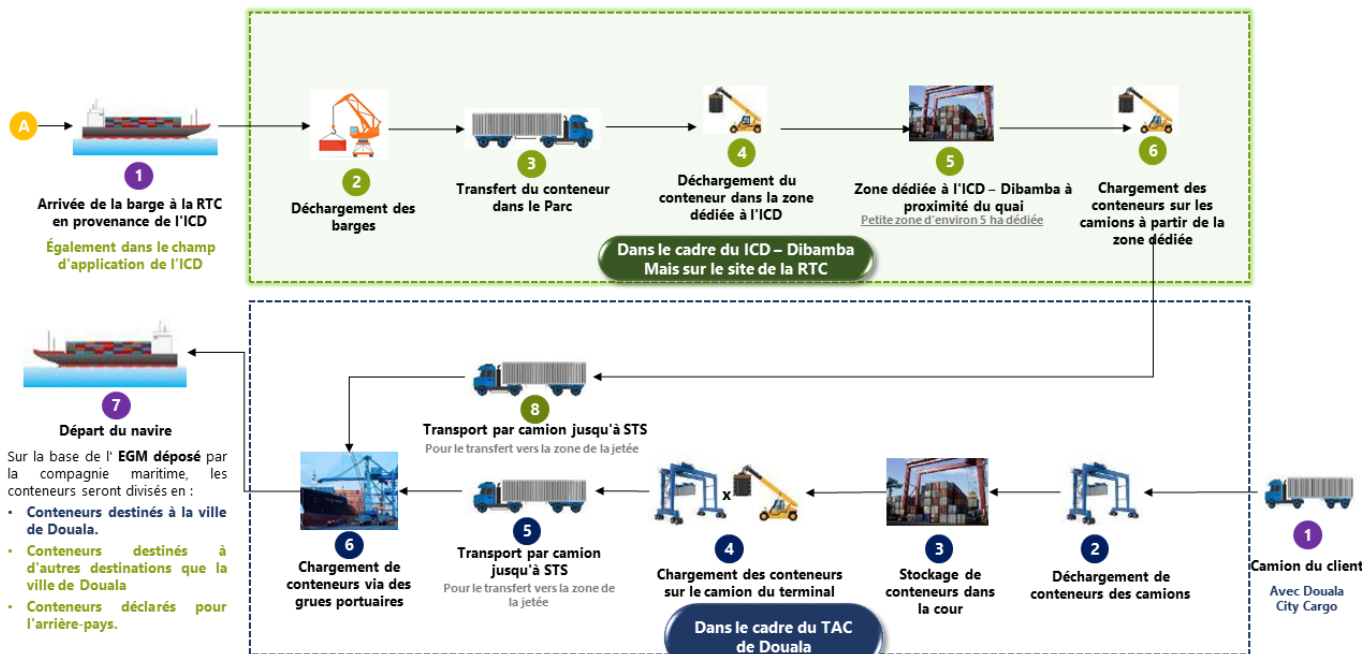 A
1
Arrivée de la barge à la RTC
en provenance de l'ICD
Également dans le champ
d'application de l'ICD
2
Déchargement des
barges
3
Transfert du conteneur
dans le Parc
4
Déchargement du
conteneur dans la zone
dédiée à l'ICD
5
Zone dédiée à l'ICD – Dibamba à
proximité du quai
Petite zone d'environ 5 ha dédiée
6
Chargement des
conteneurs sur les
camions à partir de la
zone dédiée
Dans le cadre du ICD – Dibamba
Mais sur le site de la RTC
7
Départ du navire
Sur la base de l' EGM déposé par
la compagnie maritime, les
conteneurs seront divisés en :
• Conteneurs destinés à la ville
de Douala.
• Conteneurs destinés à
d'autres destinations que la
ville de Douala
• Conteneurs déclarés pour
l'arrière-pays.
8
Transport par camion jusqu'à STS
Pour le transfert vers la zone de la jetée
6
Chargement de
conteneurs via des
grues portuaires
5
Transport par camion
jusqu'à STS
Pour le transfert vers la zone de
la jetée
x
4
Chargement des conteneurs
sur le camion du terminal
3
Stockage de
conteneurs dans
la cour
2
Déchargement de
conteneurs des camions
1
Camion du client
Avec Douala
City Cargo
Dans le cadre du TAC
de Douala